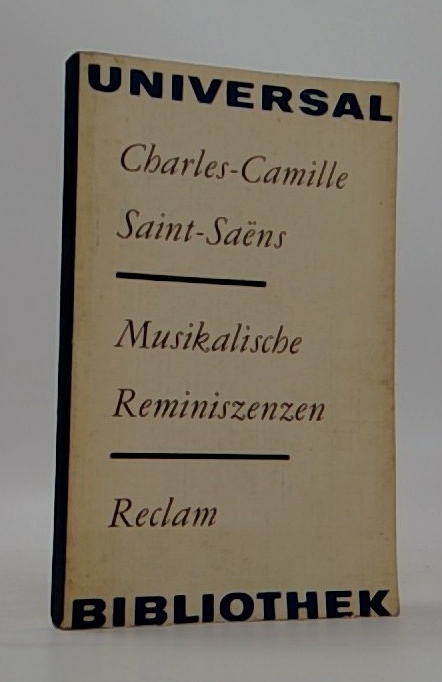 UNIVERSAL
Charles-Camille
Saint-Saëns
Musikalische
Reminiszenzen
Reclam
BIBLIOTHEK